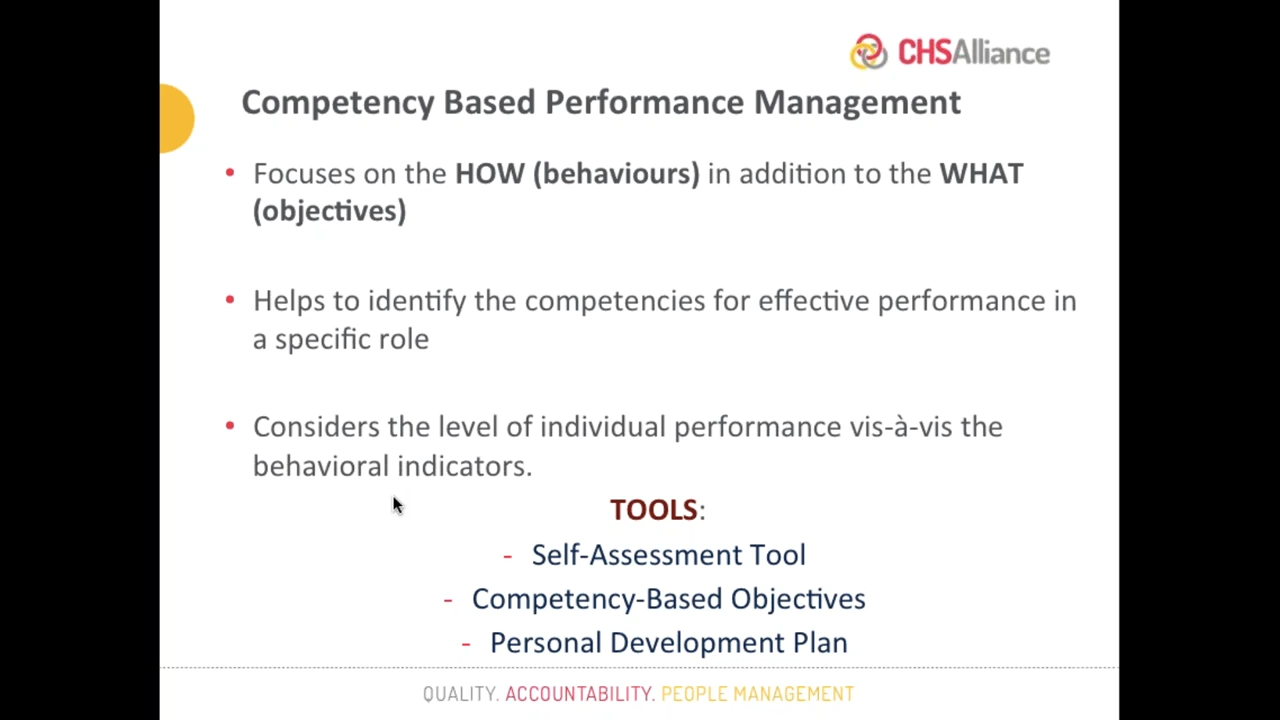 CHSAlliance
Competency Based Performance Management
• Focuses on the HOW (behaviours) in addition to the WHAT
(objectives)
• Helps to identify the competencies for effective performance in
a specific role
• Considers the level of individual performance vis-à-vis the
behavioral indicators.
TOOLS:
- Self-Assessment Tool
- Competency-Based Objectives
- Personal Development Plan
QUALITY. ACCOUNTABILITY. PEOPLE MANAGEMENT